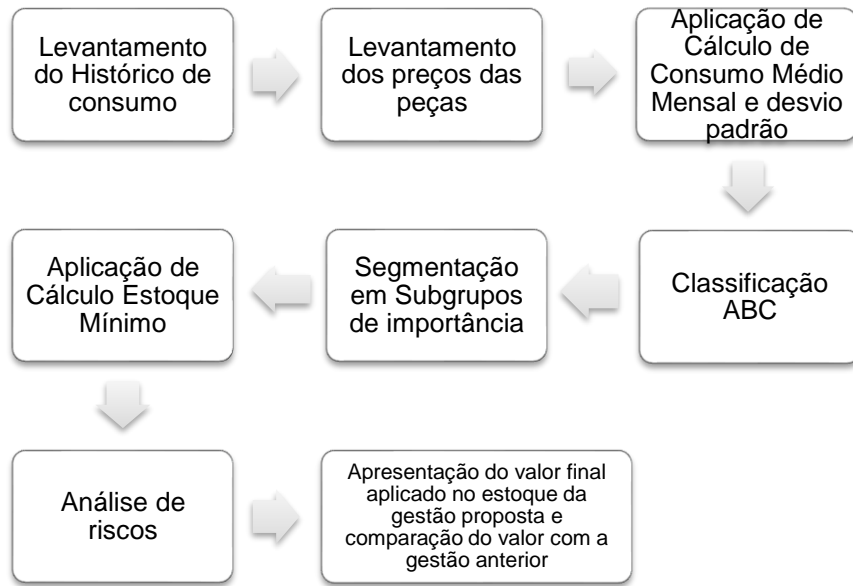 Levantamento
do Histórico de
consumo
Levantamento
dos preços das
peças
Aplicação de
Cálculo de
Consumo Médio
Mensal e desvio
padrão
Classificação
ABC
Segmentação
em Subgrupos
de importância
Aplicação de
Cálculo Estoque
Mínimo
Análise de
riscos
Apresentação do valor final
aplicado no estoque da
gestão proposta e
comparação do valor com a
gestão anterior